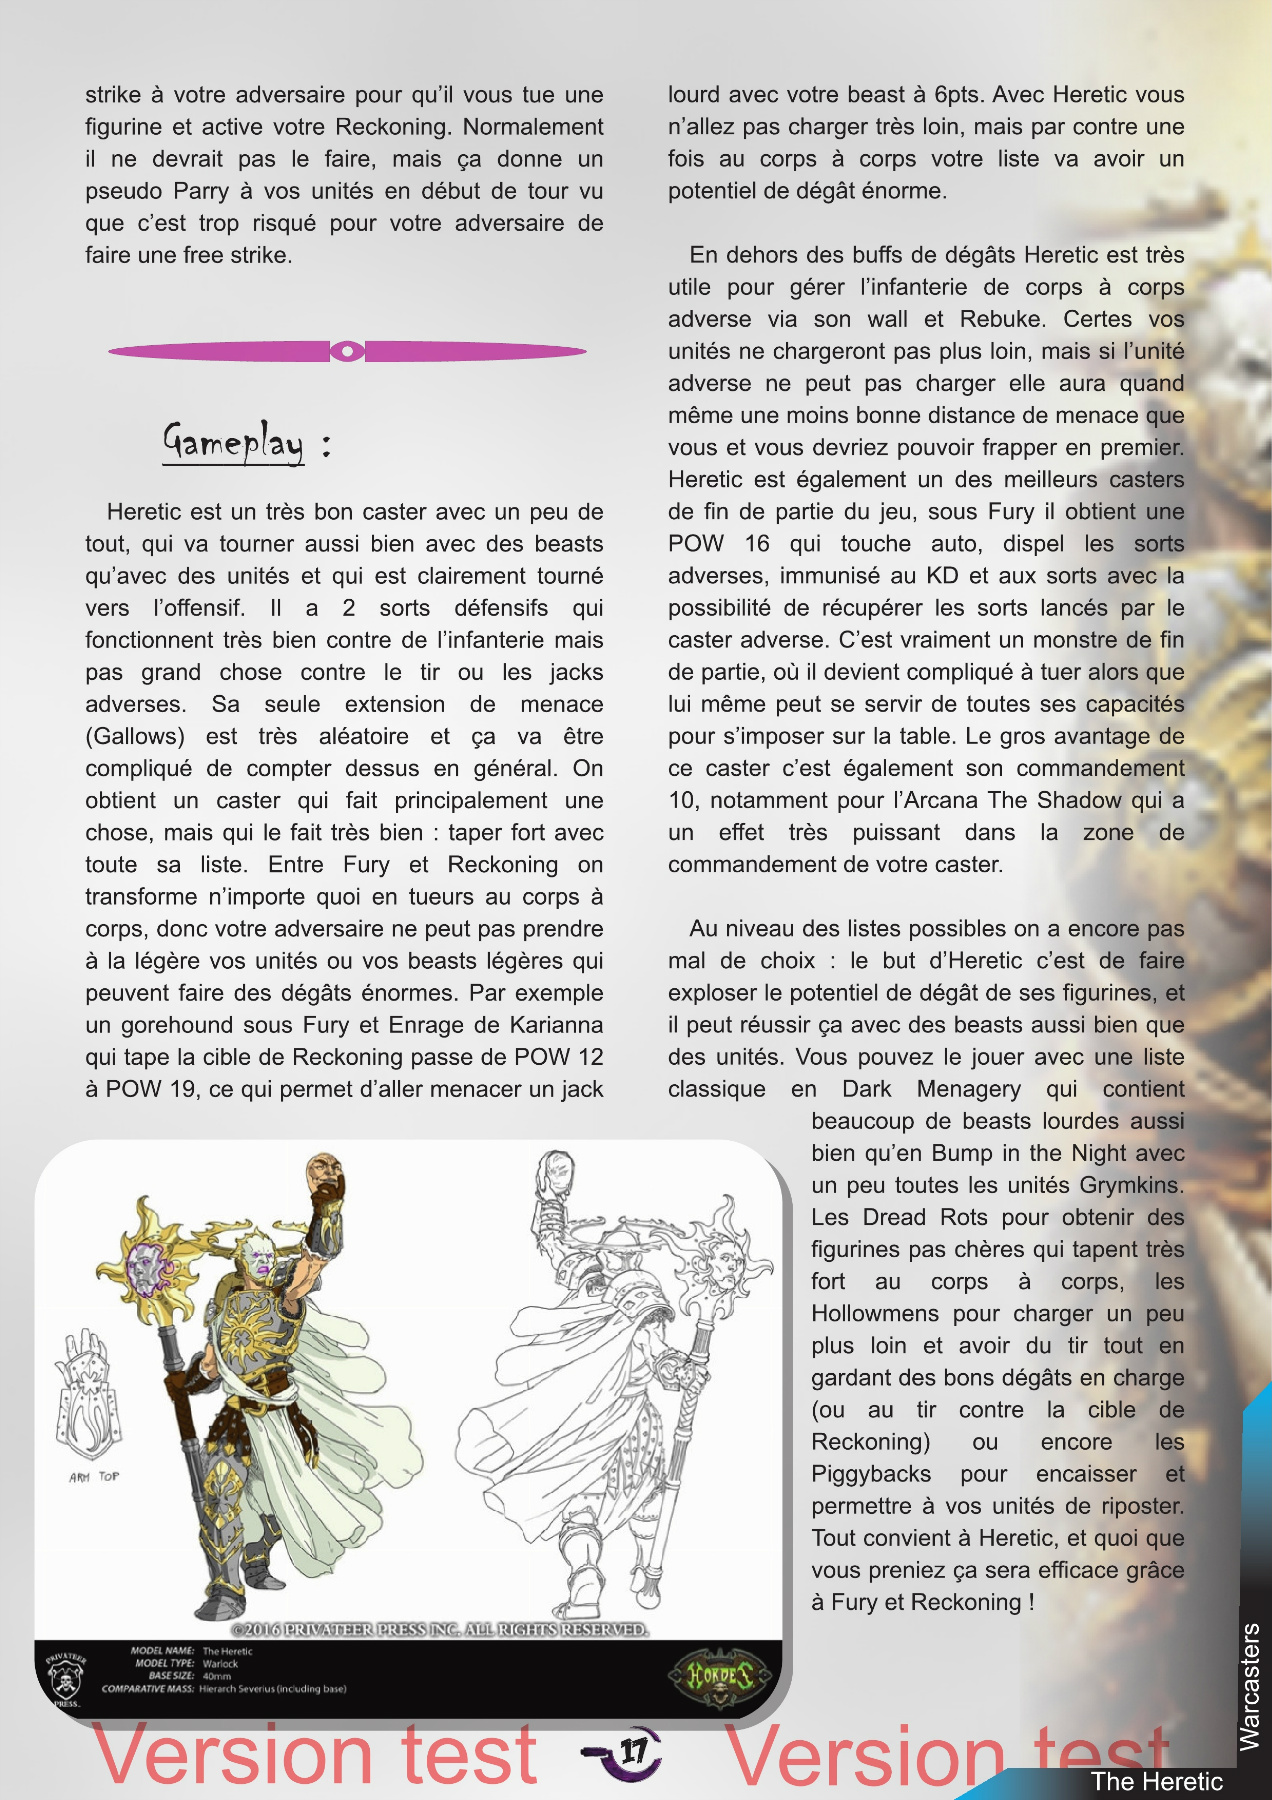 strike à votre adversaire pour qu'il vous tue une
figurine et active votre Reckoning. Normalement
il ne devrait pas le faire, mais ça donne un
pseudo Parry à vos unités en début de tour vu
que c'est trop risqué pour votre adversaire de
faire une free strike.
Gameplay :
Heretic est un très bon caster avec un peu de
tout, qui va tourner aussi bien avec des beasts
qu'avec des unités et qui est clairement tourné
vers l'offensif. Il a 2 sorts défensifs qui
fonctionnent très bien contre de l'infanterie mais
pas grand chose contre le tir ou les jacks
adverses. Sa seule extension de menace
(Gallows) est très aléatoire et ça va être
compliqué de compter dessus en général. On
obtient un caster qui fait principalement une
chose, mais qui le fait très bien : taper fort avec
toute sa liste. Entre Fury et Reckoning on
transforme n'importe quoi en tueurs au corps à
corps, donc votre adversaire ne peut pas prendre
à la légère vos unités ou vos beasts légères qui
peuvent faire des dégâts énormes. Par exemple
un gorehound sous Fury et Enrage de Karianna
qui tape la cible de Reckoning passe de POW 12
à POW 19, ce qui permet d'aller menacer un jack
lourd avec votre beast à 6pts. Avec Heretic vous
n'allez pas charger très loin, mais par contre une
fois au corps à corps votre liste va avoir un
potentiel de dégât énorme.
En dehors des buffs de dégâts Heretic est très
utile pour gérer l'infanterie de corps à corps
adverse via son wall et Rebuke. Certes vos
unités ne chargeront pas plus loin, mais si l'unité
adverse ne peut pas charger elle aura quand
même une moins bonne distance de menace que
vous et vous devriez pouvoir frapper en premier.
Heretic est également un des meilleurs casters
de fin de partie du jeu, sous Fury il obtient une
POW 16 qui touche auto, dispel les sorts
adverses, immunisé au KD et aux sorts avec la
possibilité de récupérer les sorts lancés par le
caster adverse. C'est vraiment un monstre de fin
de partie, où il devient compliqué à tuer alors que
lui même peut se servir de toutes ses capacités
pour s'imposer sur la table. Le gros avantage de
ce caster c'est également son commandement
10, notamment pour l'Arcana The Shadow qui a
un effet très puissant dans la zone de
commandement de votre caster.
Au niveau des listes possibles on a encore pas
mal de choix : le but d'Heretic c'est de faire
exploser le potentiel de dégât de ses figurines, et
il peut réussir ça avec des beasts aussi bien que
des unités. Vous pouvez le jouer avec une liste
classique en Dark Menagery qui contient
beaucoup de beasts lourdes aussi
bien qu'en Bump in the Night avec
un peu toutes les unités Grymkins.
Les Dread Rots pour obtenir des
figurines pas chères qui tapent très
fort au corps à corps, les
Hollowmens pour charger un peu
plus loin et avoir du tir tout en
gardant des bons dégâts en charge
(ou au tir contre la cible de
Reckoning) ou encore les
Piggybacks pour encaisser et
permettre à vos unités de riposter.
Tout convient à Heretic, et quoi que
vous preniez ça sera efficace grâce
à Fury et Reckoning !
ARM TOP
©2016 PRIVATEER PRESS INC. ALL RIGHTS RESERVED.
PRIVATEER
PRESS
MODEL NAME: The Heretic
MODEL TYPE: Warlock
BASE SIZE: 40mm
COMPARATIVE MASS: Hierarch Severius (including base)
HORDES
Version test
17
Version test
Warcasters
The Heretic